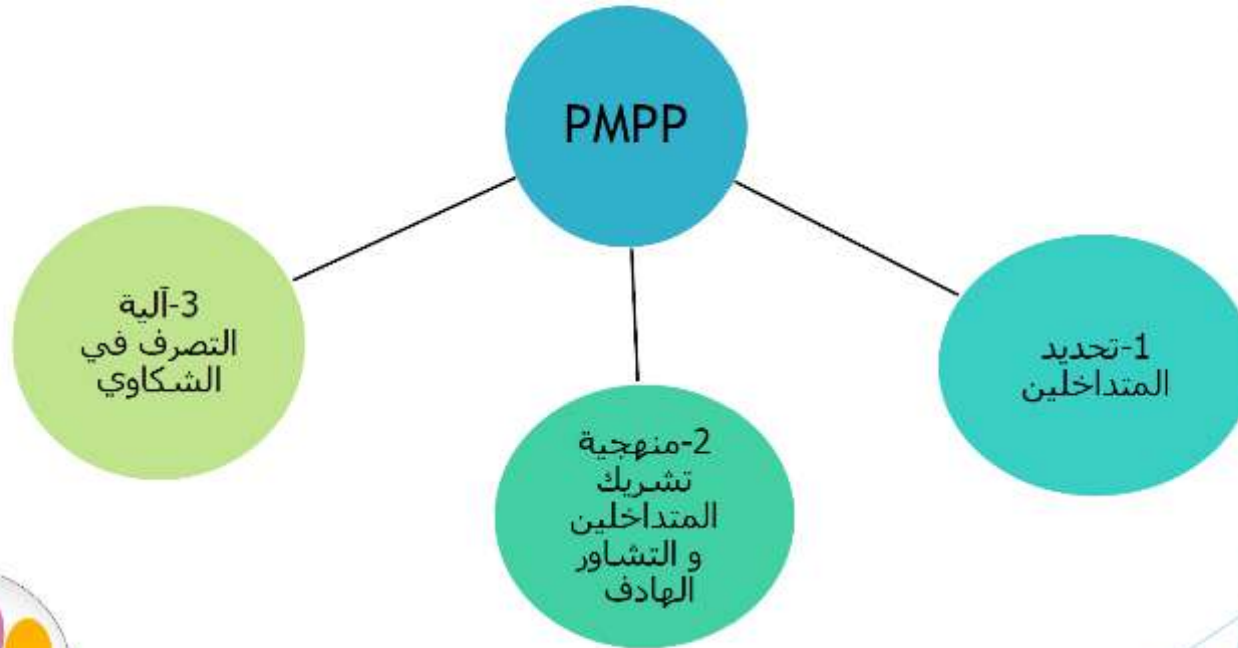 PMPP
1-تحديد
المتداخلين
2-منهجية
تشريك
المتداخلين
و التشاور
الهادف
3-آلية
التصرف في
الشكاوي